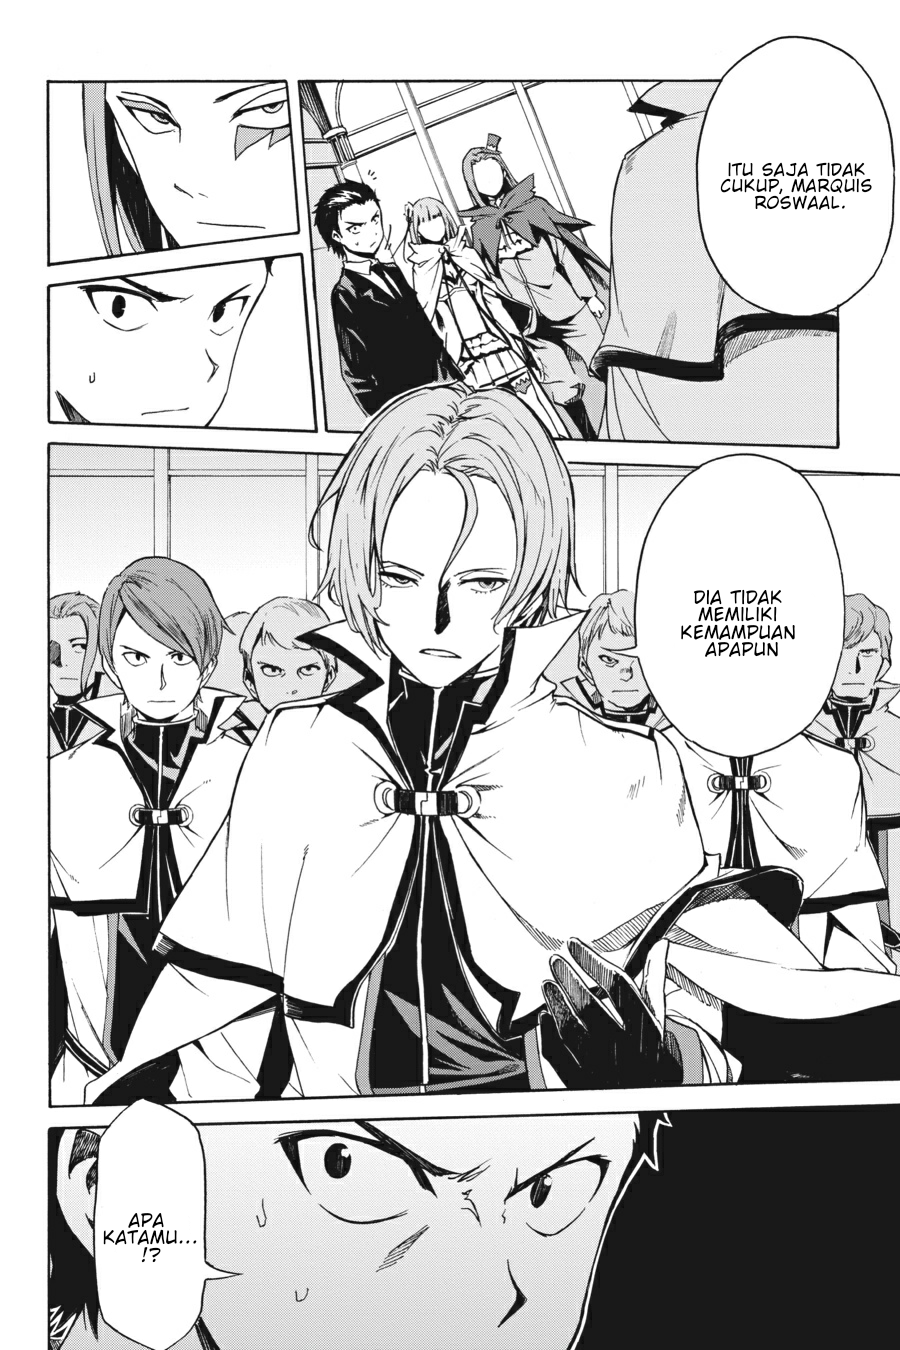 ITU SAJA TIDAK
CUKUP, MARQUIS
ROSWAAL.
DIA TIDAK
MEMILIKI
KEMAMPUAN
APAPUN
APA
KATAMU...
!?